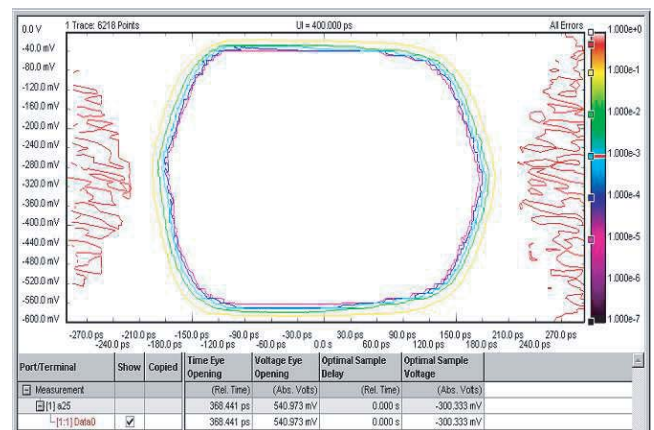 0.0 V 1 Trace: 6218 Points UI = 400.000 ps All Errors
1.000e+0
-40.0 mV
-80.0 mV
1.000e-1
-120.0 mV
-160.0 mV
1.000e-2
-200.0 mV
-240.0 mV
1.000e-3
-280.0 mV
-320.0 mV
-360.0 mV
1.000e-4
-400.0 mV
1.000e-5
-440.0 mV
-480.0 mV
1.000e-6
-520.0 mV
-560.0 mV
-600.0 mV
1.000e-7
-270.0 ps -210.0 ps -150.0 ps -90.0 ps -30.0 ps 30.0 ps 90.0 ps 150.0 ps 210.0 ps 270.0 ps
-240.0 ps -180.0 ps -120.0 ps -60.0 ps 0.0 s 60.0 ps 120.0 ps 180.0 ps 240.0 ps
Port/Terminal Show Copied Time Eye Opening Voltage Eye Opening Optimal Sample Delay Optimal Sample Voltage
Measurement (Rel. Time) (Abs. Volts) (Rel. Time) (Abs. Volts)
[1] a25 368.441 ps 540.973 mV 0.000 s -300.333 mV
[1:1] Data0 368.441 ps 540.973 mV 0.000 s -300.333 mV